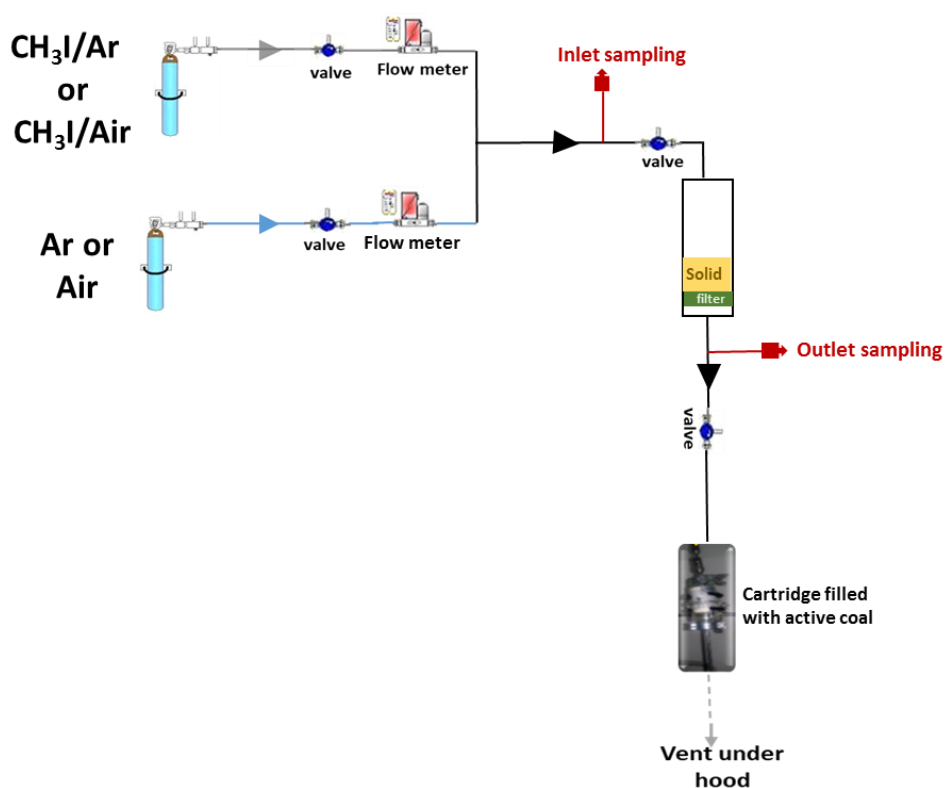 CH₃I/Ar
or
CH₃I/Air
valve
Flow meter
Inlet sampling
valve
Ar or
Air
valve
Flow meter
Solid
filter
Outlet sampling
valve
Cartridge filled
with active coal
Vent under
hood